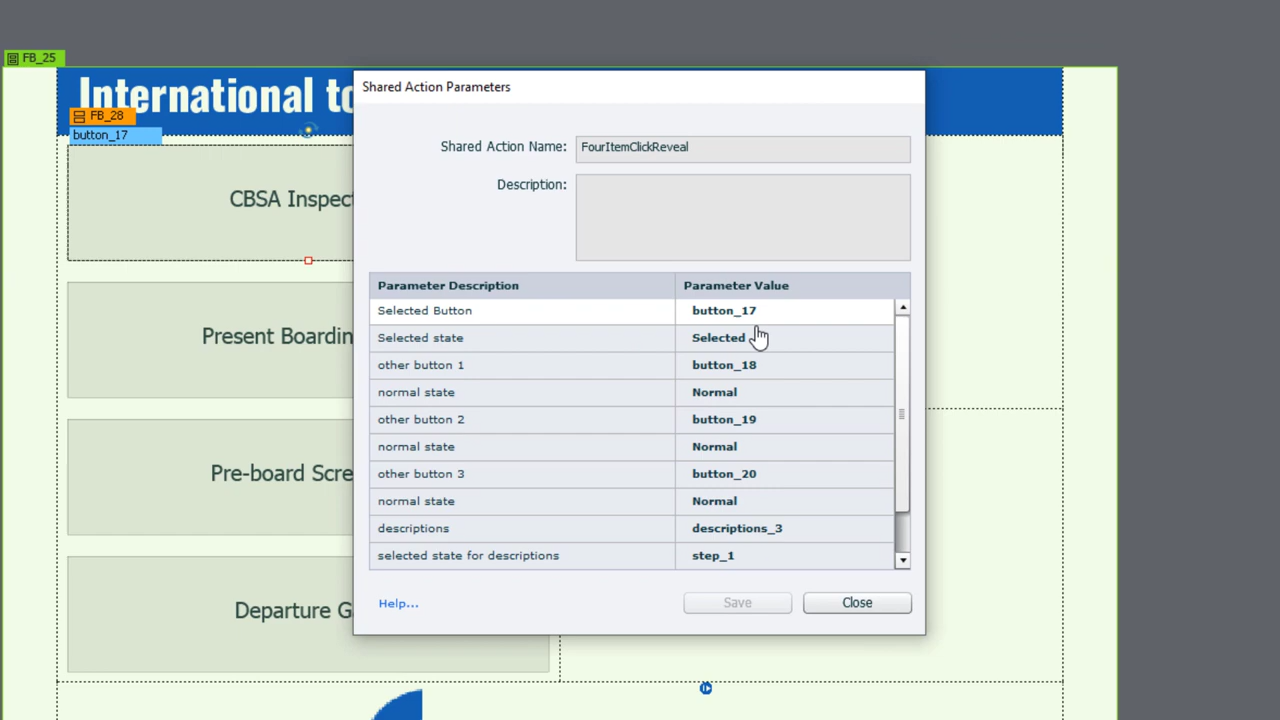 FB_25
International to
FB_28
button_17
CBSA Inspect
Present Boardin
Pre-board Scre
Departure G
Shared Action Parameters
Shared Action Name: FourItemClickReveal
Description:
Parameter Description Parameter Value
Selected Button button_17
Selected state Selected
other button 1 button_18
normal state Normal
other button 2 button_19
normal state Normal
other button 3 button_20
normal state Normal
descriptions descriptions_3
selected state for descriptions step_1
Help... Save Close